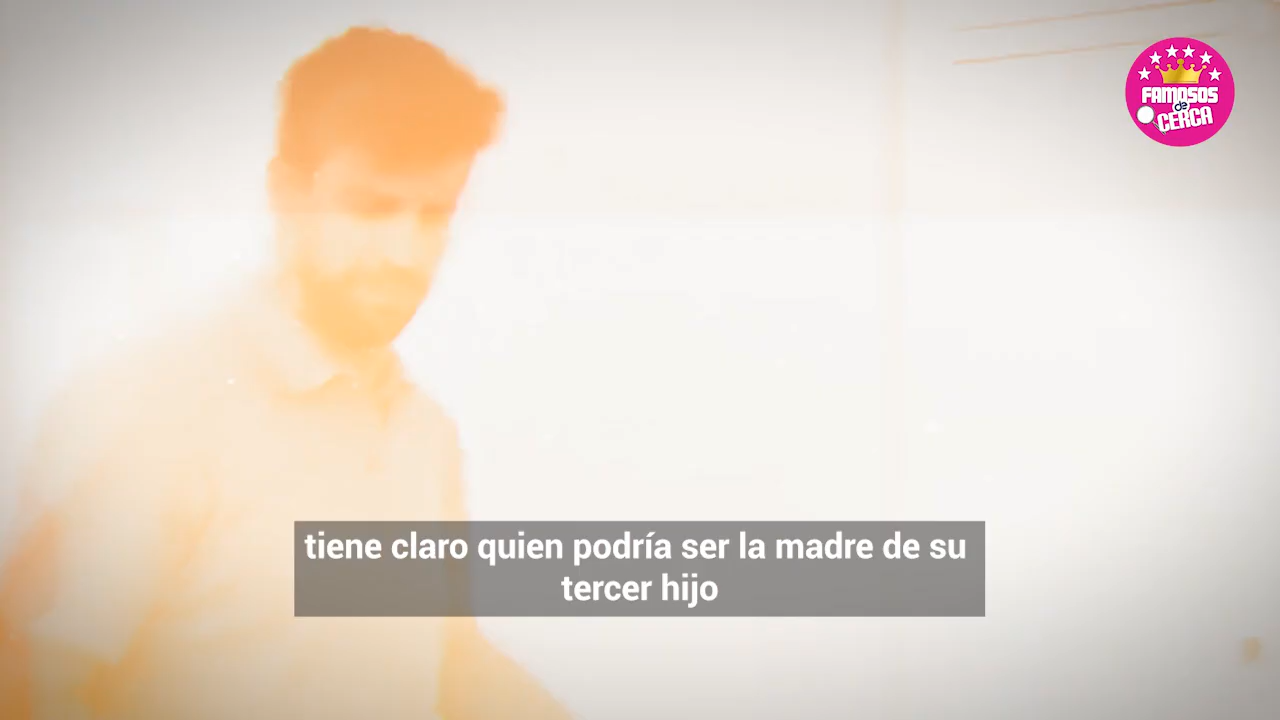 FAMOSOS
de
CERCA
tiene claro quien podría ser la madre de su
tercer hijo